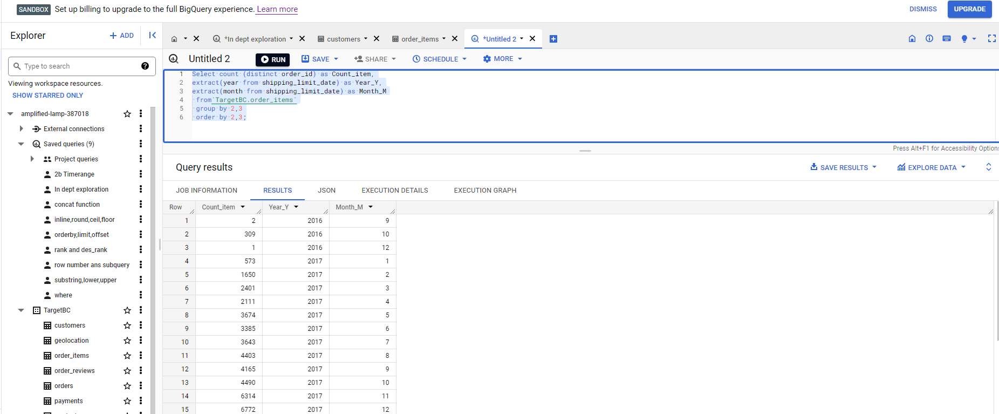 SANDBOX Set up billing to upgrade to the full BigQuery experience. Learn more DISMISS UPGRADE
Explorer + ADD
Type to search
Viewing workspace resources.
SHOW STARRED ONLY
amplified-lamp-387018
External connections
Saved queries (9)
Project queries
2b Timerange
In dept exploration
concat function
inline,round,ceil,floor
orderby,limit,offset
rank and des_rank
row number ans subquery
substring,lower,upper
where
TargetBC
customers
geolocation
order_items
order_reviews
orders
payments
*In dept exploration customers order_items *Untitled 2
Untitled 2 RUN SAVE SHARE SCHEDULE MORE
1 Select count (distinct order_id) as Count_item,
2 extract(year from shipping_limit_date) as Year_Y,
3 extract(month from shipping_limit_date) as Month_M
4 from`TargetBC.order_items`
5 group by 2,3
6 order by 2,3;
Press Alt+F1 for Accessibility Options
Query results SAVE RESULTS EXPLORE DATA
JOB INFORMATION RESULTS JSON EXECUTION DETAILS EXECUTION GRAPH
Row Count_item Year_Y Month_M
1 2 2016 9
2 309 2016 10
3 1 2016 12
4 573 2017 1
5 1650 2017 2
6 2401 2017 3
7 2111 2017 4
8 3674 2017 5
9 3385 2017 6
10 3643 2017 7
11 4403 2017 8
12 4165 2017 9
13 4490 2017 10
14 6314 2017 11
15 6772 2017 12